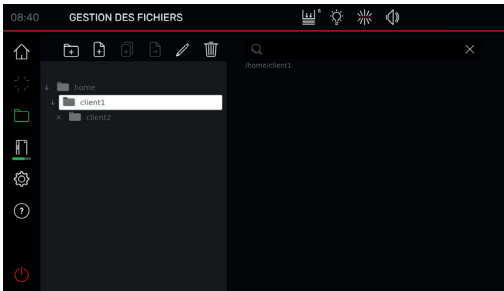 08:40 GESTION DES FICHIERS
/home/client1
home
client1
client2